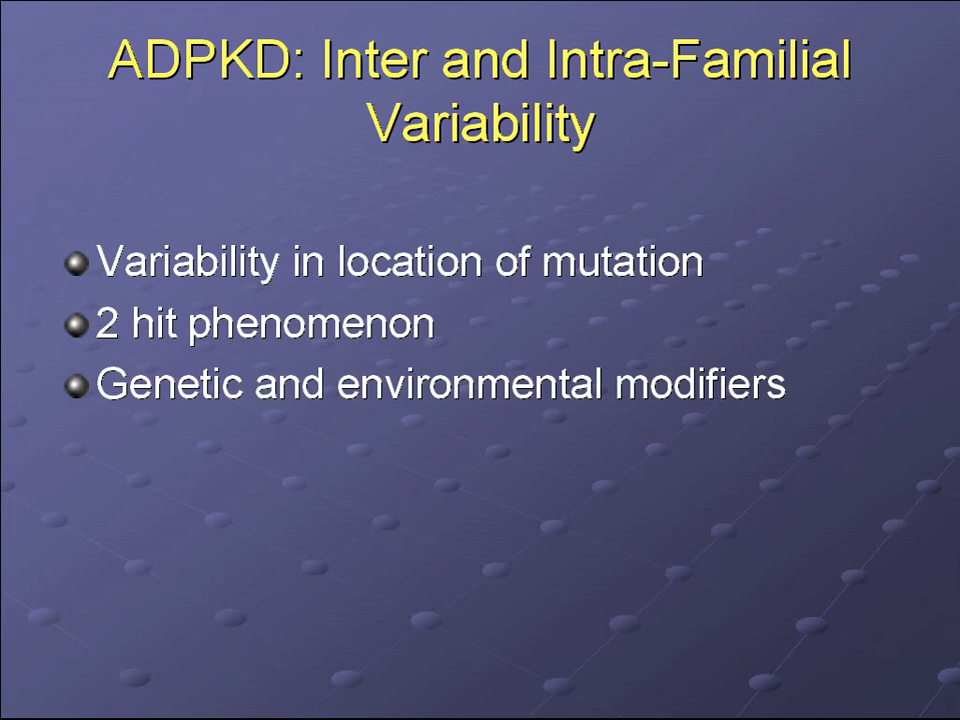 ADPKD: Inter and Intra-Familial
Variability
Variability in location of mutation
2 hit phenomenon
Genetic and environmental modifiers